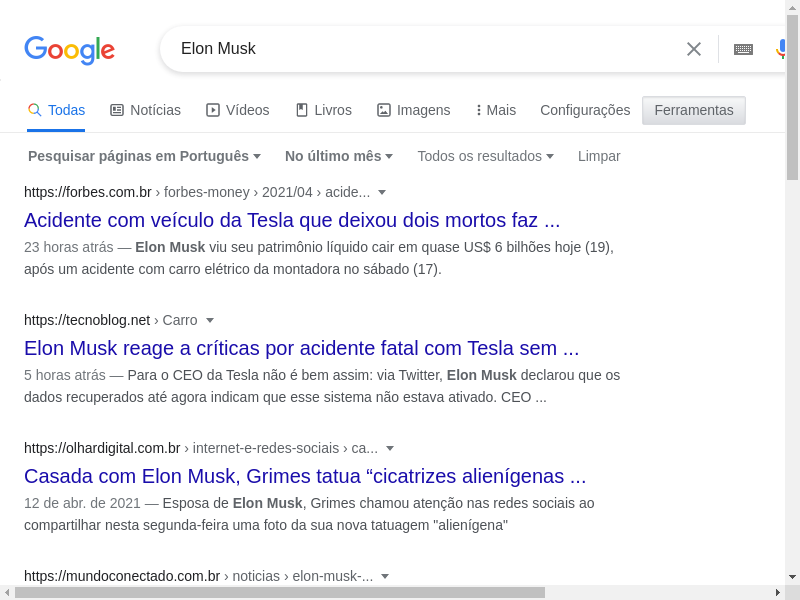 Google
Elon Musk
Todas Notícias Vídeos Livros Imagens Mais Configurações Ferramentas
Pesquisar páginas em Português No último mês Todos os resultados Limpar
https://forbes.com.br › forbes-money › 2021/04 › acide...
Acidente com veículo da Tesla que deixou dois mortos faz ...
23 horas atrás — Elon Musk viu seu patrimônio líquido cair em quase US$ 6 bilhões hoje (19),
após um acidente com carro elétrico da montadora no sábado (17).
https://tecnoblog.net › Carro
Elon Musk reage a críticas por acidente fatal com Tesla sem ...
5 horas atrás — Para o CEO da Tesla não é bem assim: via Twitter, Elon Musk declarou que os
dados recuperados até agora indicam que esse sistema não estava ativado. CEO ...
https://olhardigital.com.br › internet-e-redes-sociais › ca...
Casada com Elon Musk, Grimes tatua “cicatrizes alienígenas ...
12 de abr. de 2021 — Esposa de Elon Musk, Grimes chamou atenção nas redes sociais ao
compartilhar nesta segunda-feira uma foto da sua nova tatuagem "alienígena"
https://mundoconectado.com.br › noticias › elon-musk-...